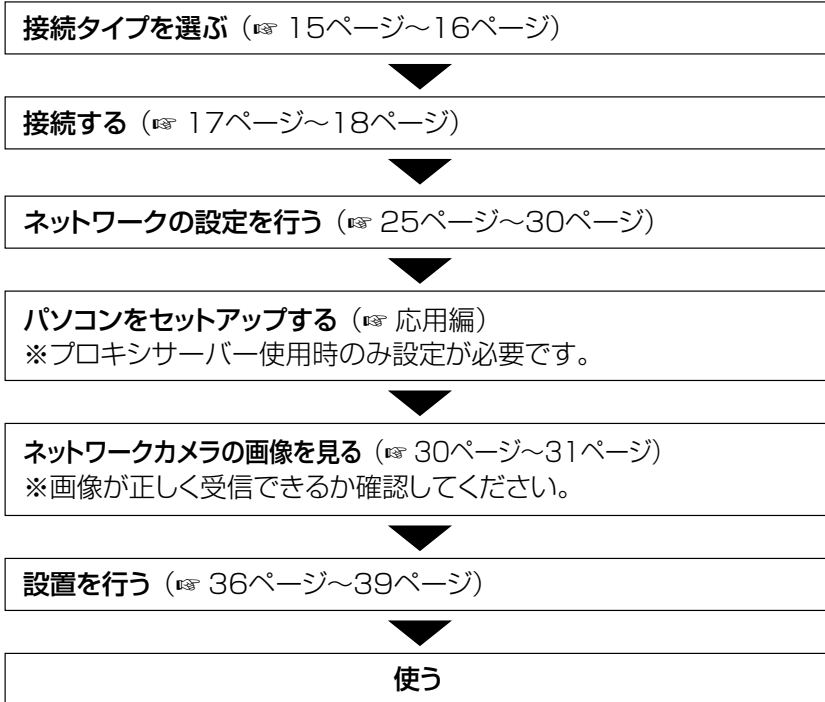 接続タイプを選ぶ（☞ 15ページ～16ページ）
接続する（☞ 17ページ～18ページ）
ネットワークの設定を行う（☞ 25ページ～30ページ）
パソコンをセットアップする（☞ 応用編）
※プロキシサーバー使用時のみ設定が必要です。
ネットワークカメラの画像を見る（☞ 30ページ～31ページ）
※画像が正しく受信できるか確認してください。
設置を行う（☞ 36ページ～39ページ）
使う